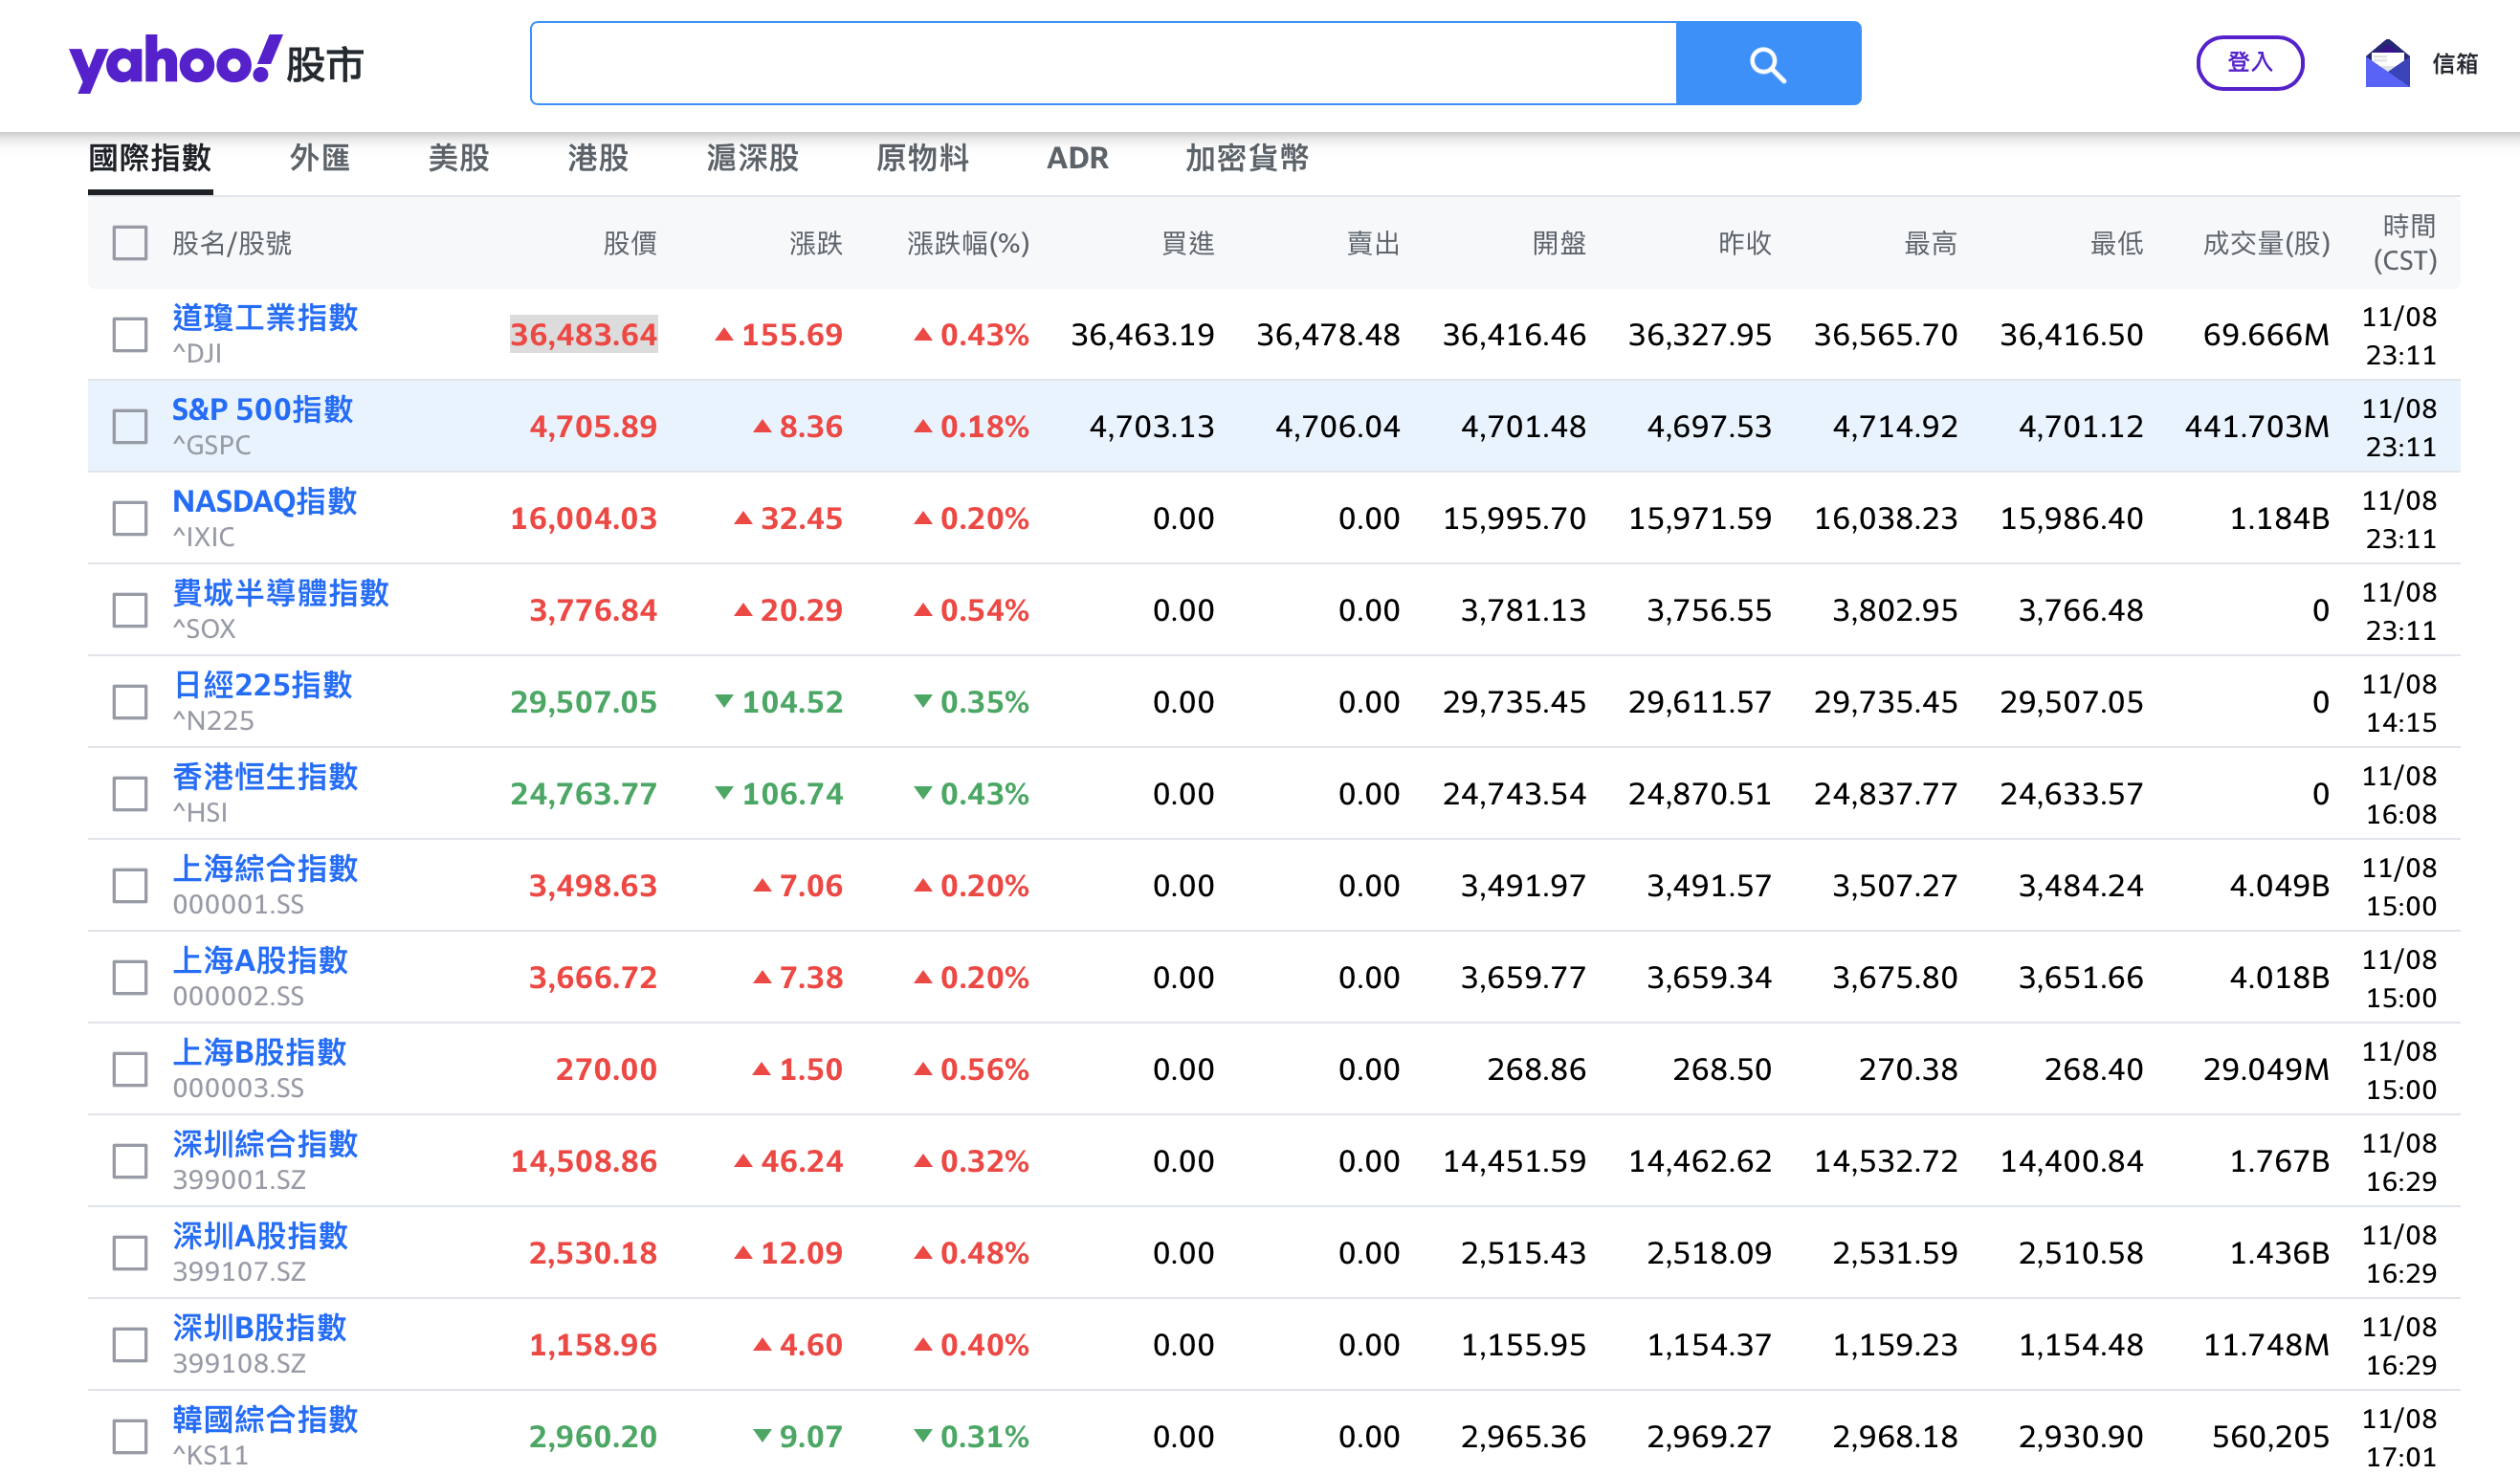 yahoo!股市
登入
信箱
國際指數 外匯 美股 港股 滬深股 原物料 ADR 加密貨幣
股名/股號 股價 漲跌 漲跌幅(%) 買進 賣出 開盤 昨收 最高 最低 成交量(股) 時間 (CST)
道瓊工業指數
^DJI
36,483.64 ▲155.69 ▲0.43% 36,463.19 36,478.48 36,416.46 36,327.95 36,565.70 36,416.50 69.666M 11/08 23:11
S&P 500指數
^GSPC
4,705.89 ▲8.36 ▲0.18% 4,703.13 4,706.04 4,701.48 4,697.53 4,714.92 4,701.12 441.703M 11/08 23:11
NASDAQ指數
^IXIC
16,004.03 ▲32.45 ▲0.20% 0.00 0.00 15,995.70 15,971.59 16,038.23 15,986.40 1.184B 11/08 23:11
費城半導體指數
^SOX
3,776.84 ▲20.29 ▲0.54% 0.00 0.00 3,781.13 3,756.55 3,802.95 3,766.48 0 11/08 23:11
日經225指數
^N225
29,507.05 ▼104.52 ▼0.35% 0.00 0.00 29,735.45 29,611.57 29,735.45 29,507.05 0 11/08 14:15
香港恒生指數
^HSI
24,763.77 ▼106.74 ▼0.43% 0.00 0.00 24,743.54 24,870.51 24,837.77 24,633.57 0 11/08 16:08
上海綜合指數
000001.SS
3,498.63 ▲7.06 ▲0.20% 0.00 0.00 3,491.97 3,491.57 3,507.27 3,484.24 4.049B 11/08 15:00
上海A股指數
000002.SS
3,666.72 ▲7.38 ▲0.20% 0.00 0.00 3,659.77 3,659.34 3,675.80 3,651.66 4.018B 11/08 15:00
上海B股指數
000003.SS
270.00 ▲1.50 ▲0.56% 0.00 0.00 268.86 268.50 270.38 268.40 29.049M 11/08 15:00
深圳綜合指數
399001.SZ
14,508.86 ▲46.24 ▲0.32% 0.00 0.00 14,451.59 14,462.62 14,532.72 14,400.84 1.767B 11/08 16:29
深圳A股指數
399107.SZ
2,530.18 ▲12.09 ▲0.48% 0.00 0.00 2,515.43 2,518.09 2,531.59 2,510.58 1.436B 11/08 16:29
深圳B股指數
399108.SZ
1,158.96 ▲4.60 ▲0.40% 0.00 0.00 1,155.95 1,154.37 1,159.23 1,154.48 11.748M 11/08 16:29
韓國綜合指數
^KS11
2,960.20 ▼9.07 ▼0.31% 0.00 0.00 2,965.36 2,969.27 2,968.18 2,930.90 560,205 11/08 17:01